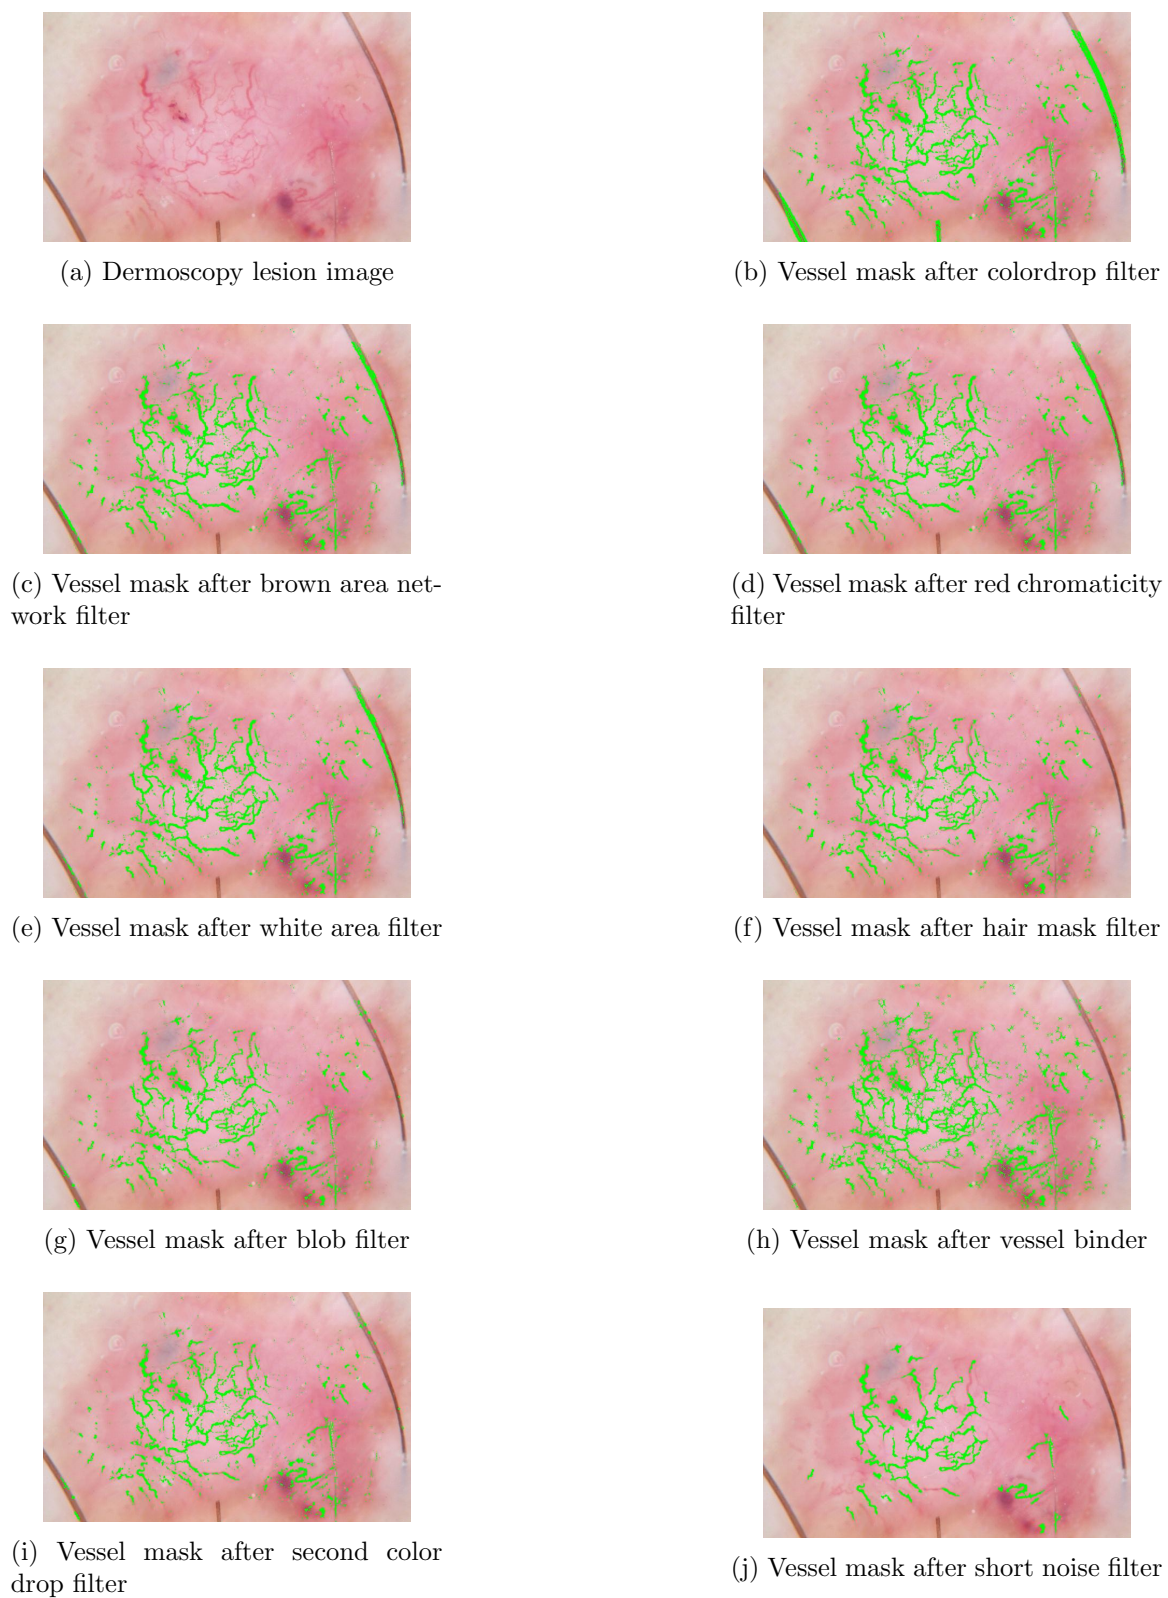 (a) Dermoscopy lesion image
(b) Vessel mask after colordrop filter
(c) Vessel mask after brown area net-
work filter
(d) Vessel mask after red chromaticity
filter
(e) Vessel mask after white area filter
(f) Vessel mask after hair mask filter
(g) Vessel mask after blob filter
(h) Vessel mask after vessel binder
(i) Vessel mask after second color
drop filter
(j) Vessel mask after short noise filter